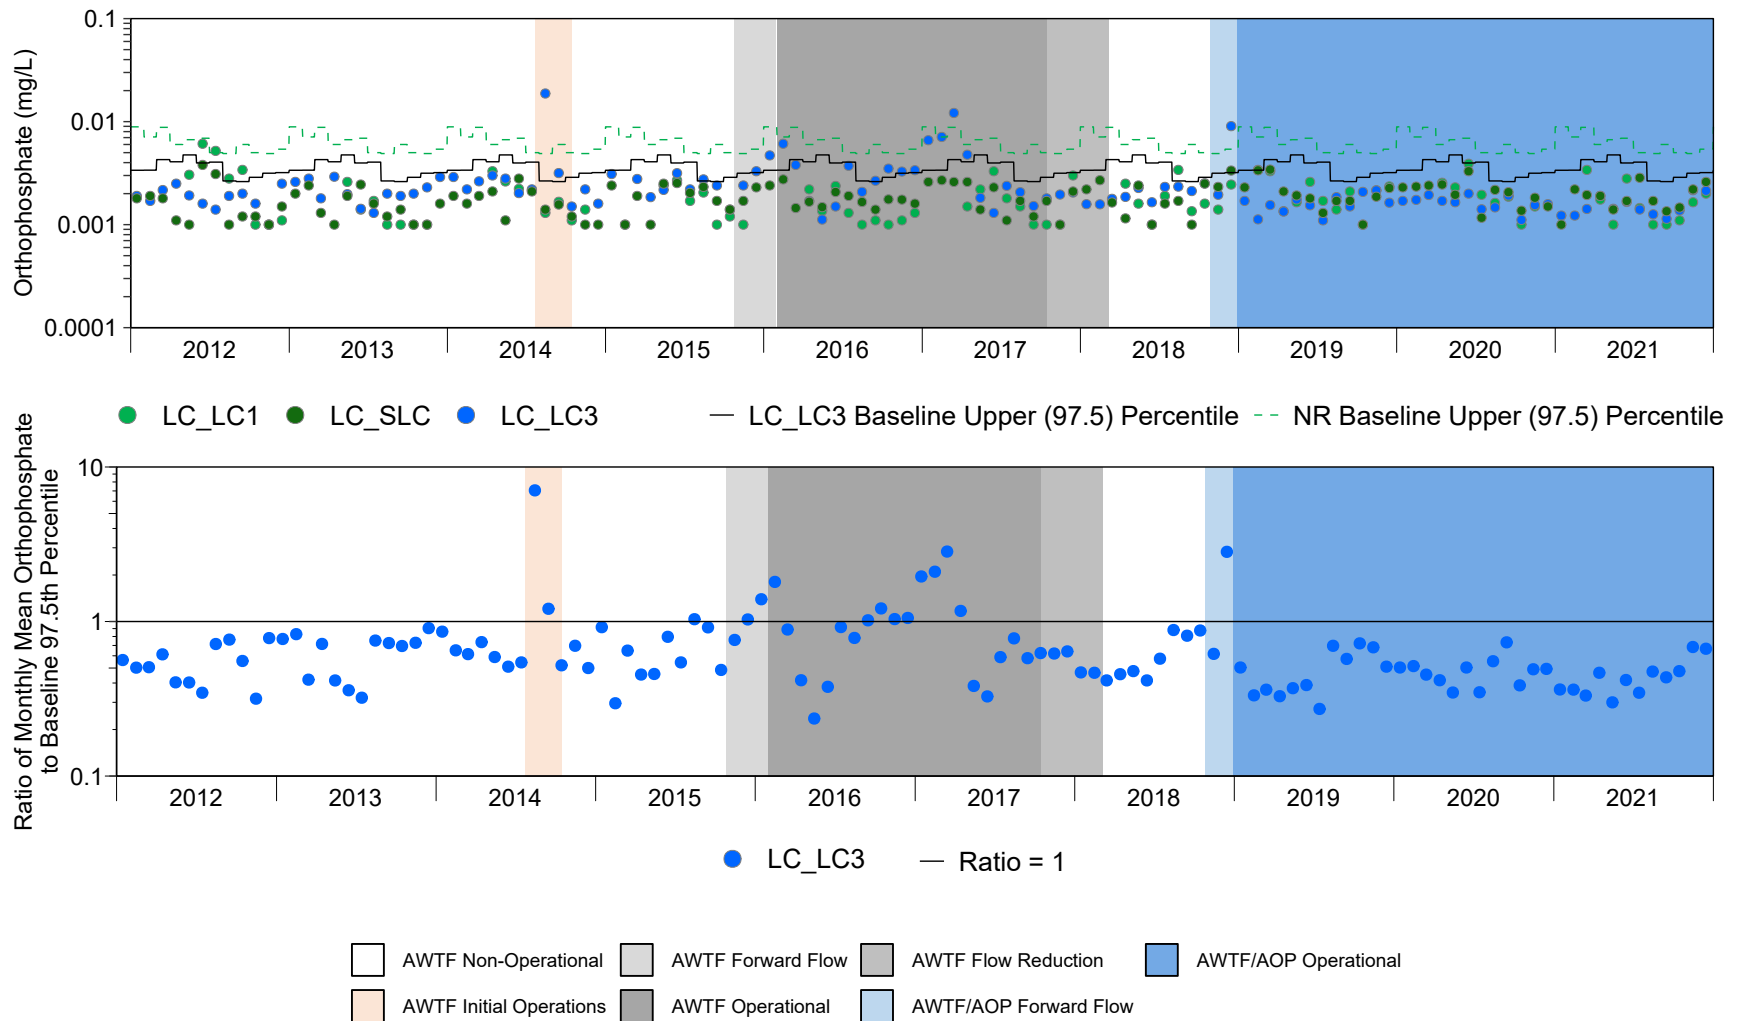 Orthophosphate (mg/L)
0.1
0.01
0.001
0.0001
2012 2013 2014 2015 2016 2017 2018 2019 2020 2021
LC_LC1 LC_SLC LC_LC3 LC_LC3 Baseline Upper (97.5) Percentile NR Baseline Upper (97.5) Percentile
Ratio of Monthly Mean Orthophosphate
to Baseline 97.5th Percentile
10
1
0.1
2012 2013 2014 2015 2016 2017 2018 2019 2020 2021
LC_LC3 Ratio = 1
AWTF Non-Operational AWTF Forward Flow AWTF Flow Reduction AWTF/AOP Operational
AWTF Initial Operations AWTF Operational AWTF/AOP Forward Flow